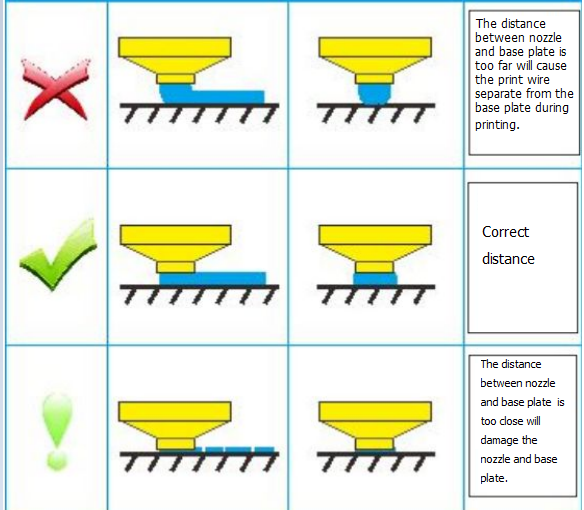 The distance
between nozzle
and base plate is
too far will cause
the print wire
separate from the
base plate during
printing.
Correct
distance
The distance
between nozzle
and base plate is
too close will
damage the
nozzle and base
plate.